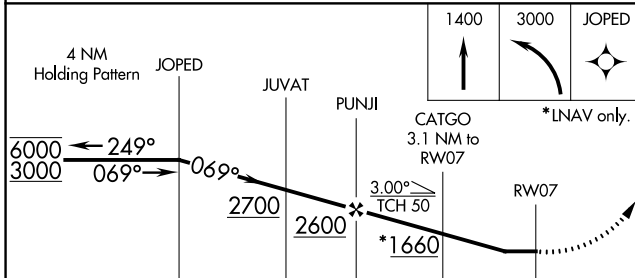 1400 3000 JOPED
4 NM
Holding Pattern
JOPED
JUVAT
PUNJI
*LNAV only.
CATGO
3.1 NM to
RW07
6000 249°
3000 069°
069°
3.00°
TCH 50
RW07
2700
2600
*1660